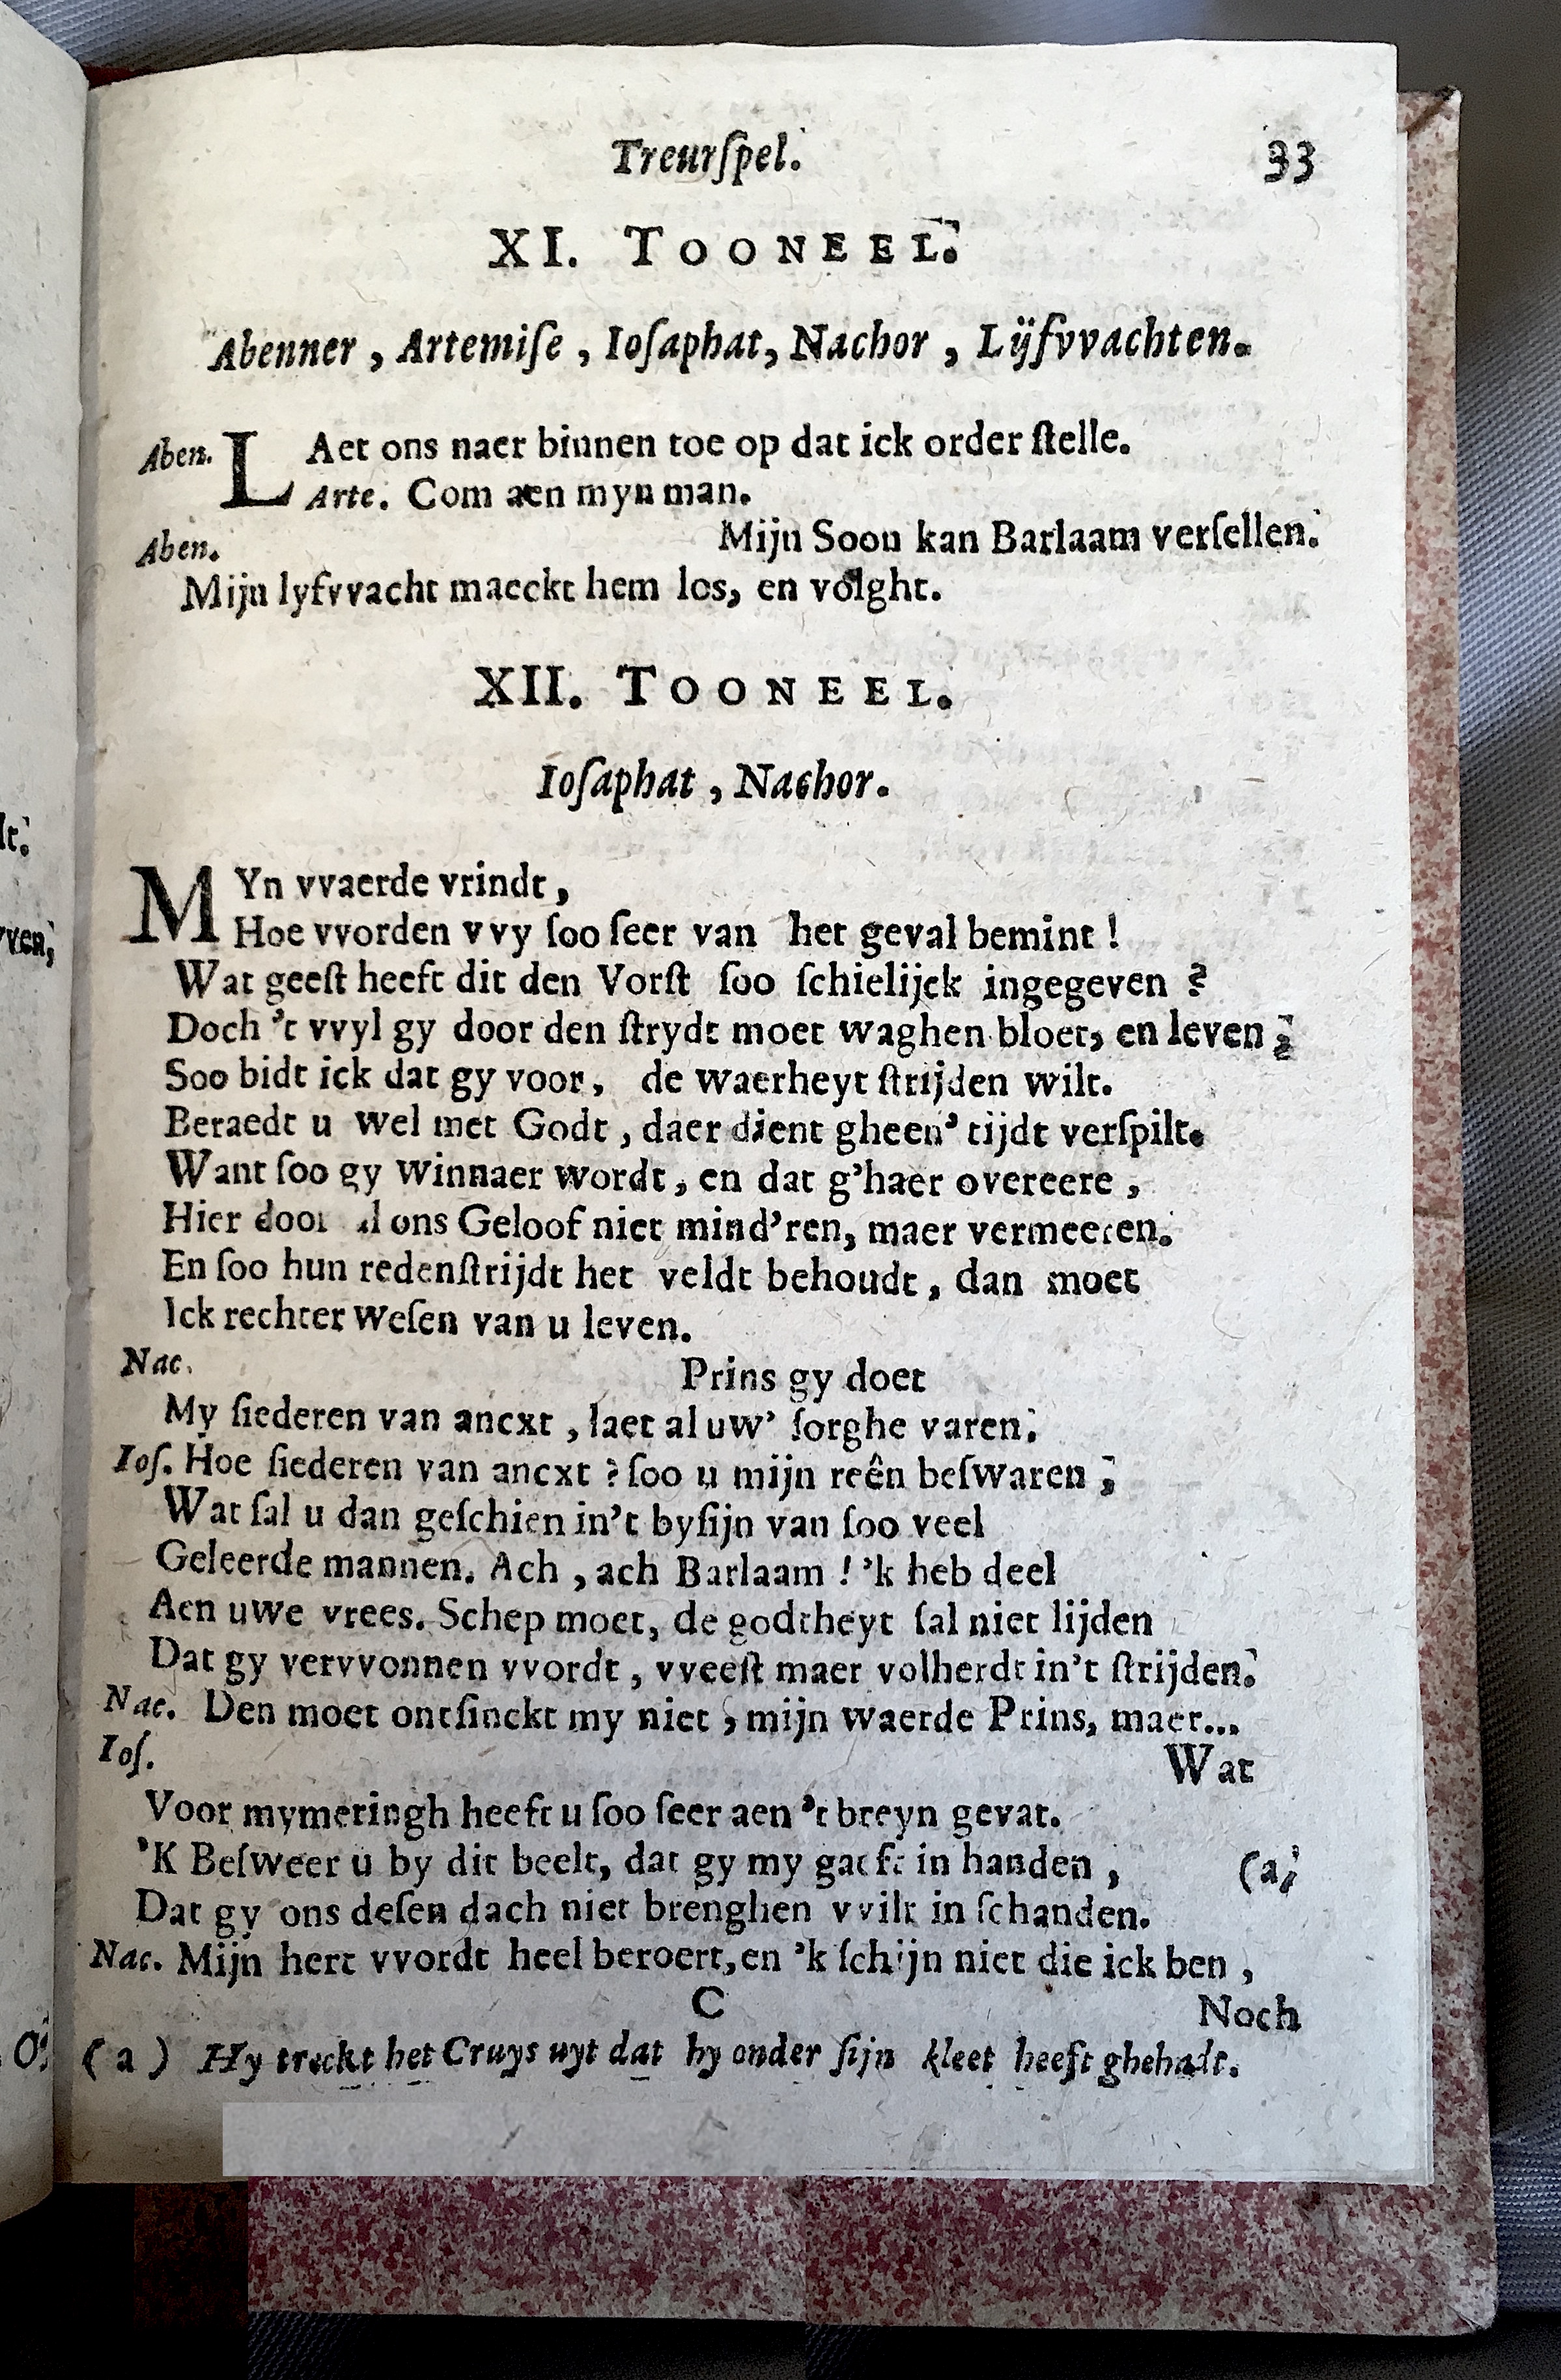 Treurſpel.
33
XI. TOONEEL.
Abenner, Artemiſe, Ioſaphat, Nachor, Lijfvvachten.
Aben. LAet ons naer binnen toe op dat ick order ſtelle.
Arte. Com aen myn man.
Aben. Mijn Soon kan Barlaam verſellen.
Mijn lyfvvacht maeckt hem los, en volght.
XII. TOONEEL.
Ioſaphat, Nachor.
MYn vvaerde vrindt,
Hoe vvorden vvy ſoo ſeer van het geval bemint!
Wat geeſt heeft dit den Vorſt ſoo ſchielijck ingegeven?
Doch 't vvyl gy door den ſtrydt moet waghen bloet, en leven;
Soo bidt ick dat gy voor, de waerheyt ſtrijden wilt.
Beraedt u wel met Godt, daer dient gheen' tijdt verſpilt.
Want ſoo gy winnaer wordt, en dat g'haer overeere,
Hier door ons Geloof niet mind'ren, maer vermeeren.
En ſoo hun redenſtrijdt het veldt behoudt, dan moet
Ick rechter weſen van u leven.
Nac. Prins gy doet
My ſiederen van ancxt, laet al uw' ſorghe varen.
Ioſ. Hoe ſiederen van ancxt? ſoo u mijn reên beſwaren;
Wat ſal u dan geſchien in't byſijn van ſoo veel
Geleerde mannen. Ach, ach Barlaam! 'k heb deel
Aen uwe vrees. Schep moet, de godtheyt ſal niet lijden
Dat gy vervvonnen vvordt, vveeſt maer volherdt in't ſtrijden.
Nac. Den moet ontſinckt my niet, mijn waerde Prins, maer...
Ioſ. Wat
Voor mymeringh heeft u ſoo ſeer aen 't breyn gevat.
'K Beſweer u by dit beelt, dat gy my gaeft in handen, (a)
Dat gy ons deſen dach niet brenghen vvilt in ſchanden.
Nac. Mijn hert vvordt heel beroert, en 'k ſchijn niet die ick ben,
C
Noch
(a) Hy treckt het Cruys uyt dat hy onder ſijn kleet heeft ghehadt.
lt.
vven,
O,